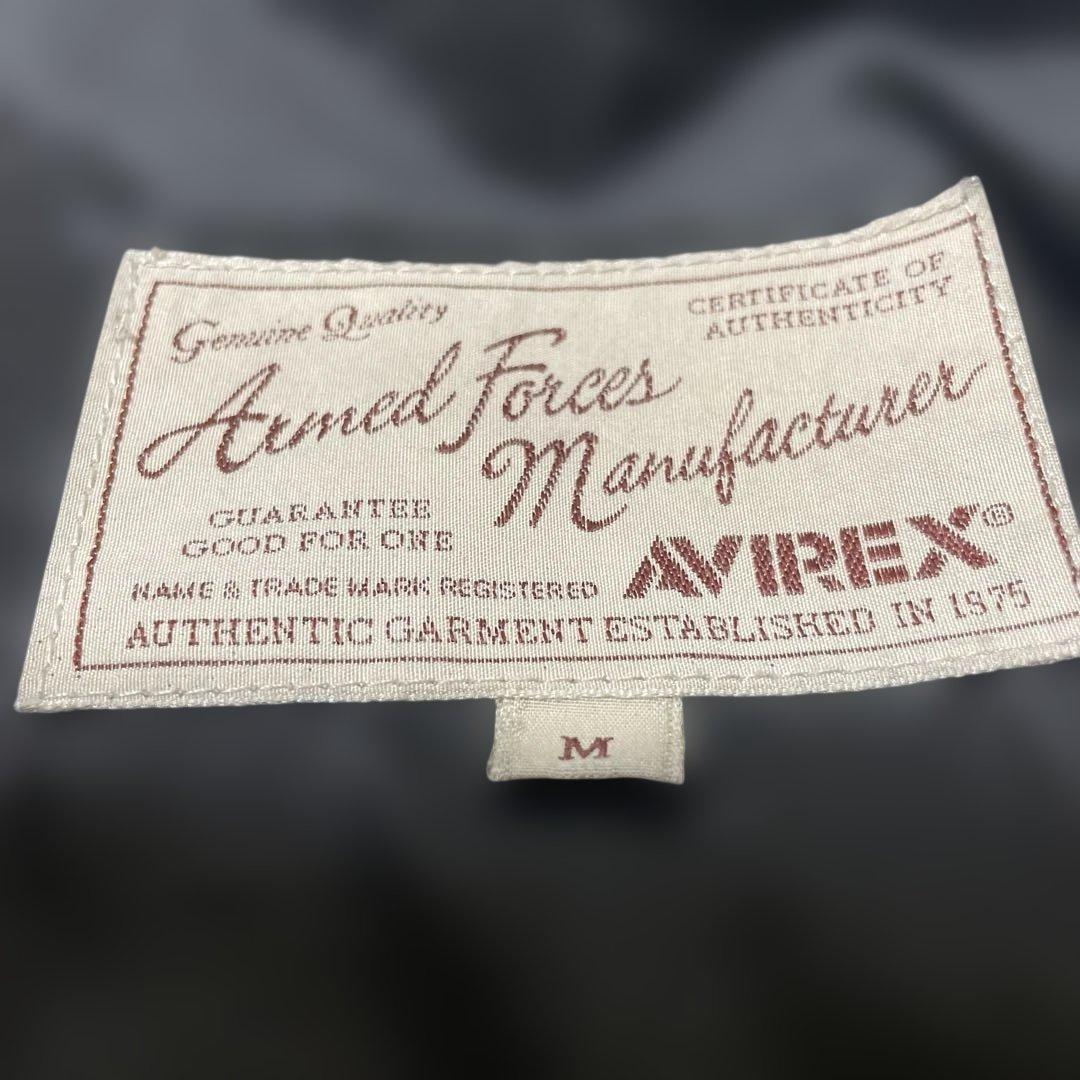 Genuine Quality
CERTIFICATE OF
AUTHENTICITY
Armed Forces
Manufacturer
GUARANTEE
GOOD FOR ONE
NAME & TRADE MARK REGISTERED
AVIREX®
AUTHENTIC GARMENT ESTABLISHED IN 1975
M